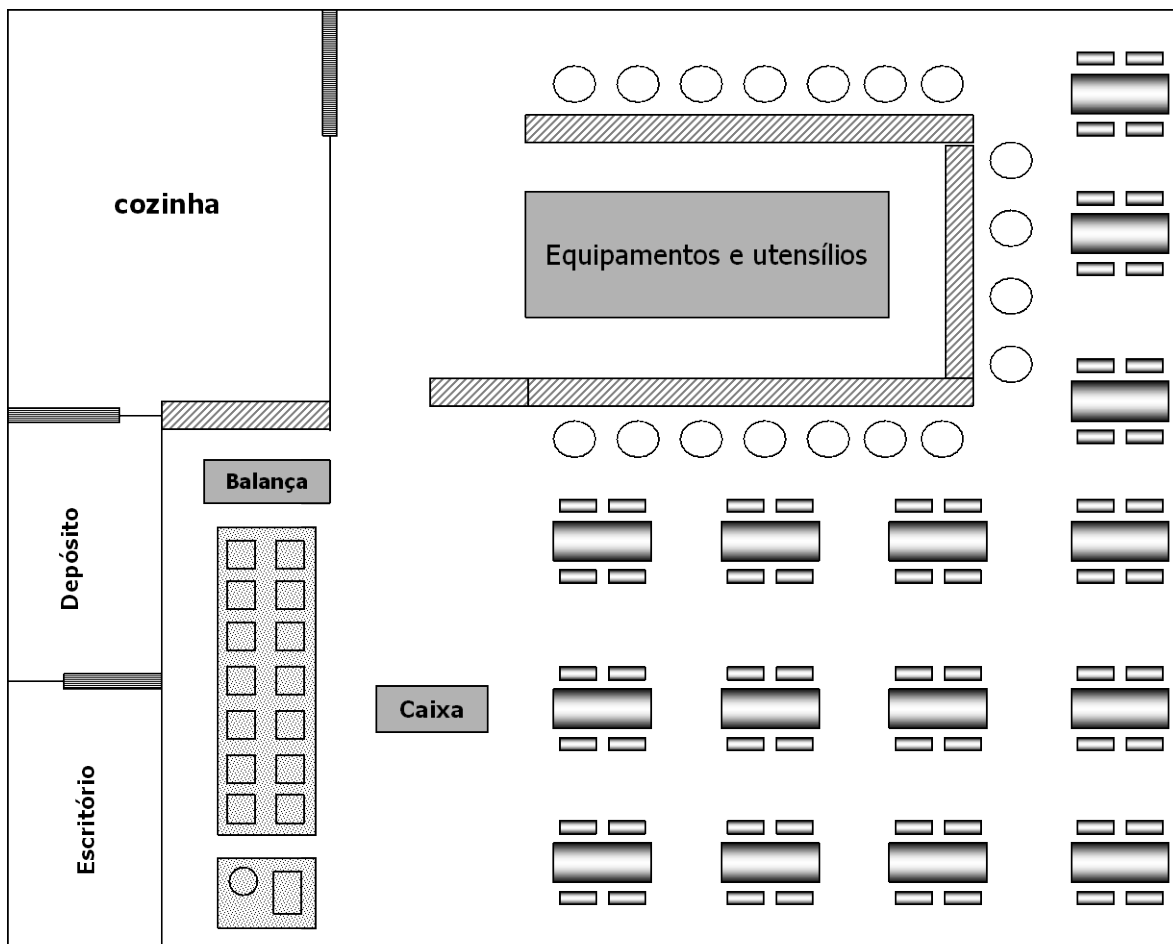 cozinha
Equipamentos e utensílios
Balança
Depósito
Caixa
Escritório